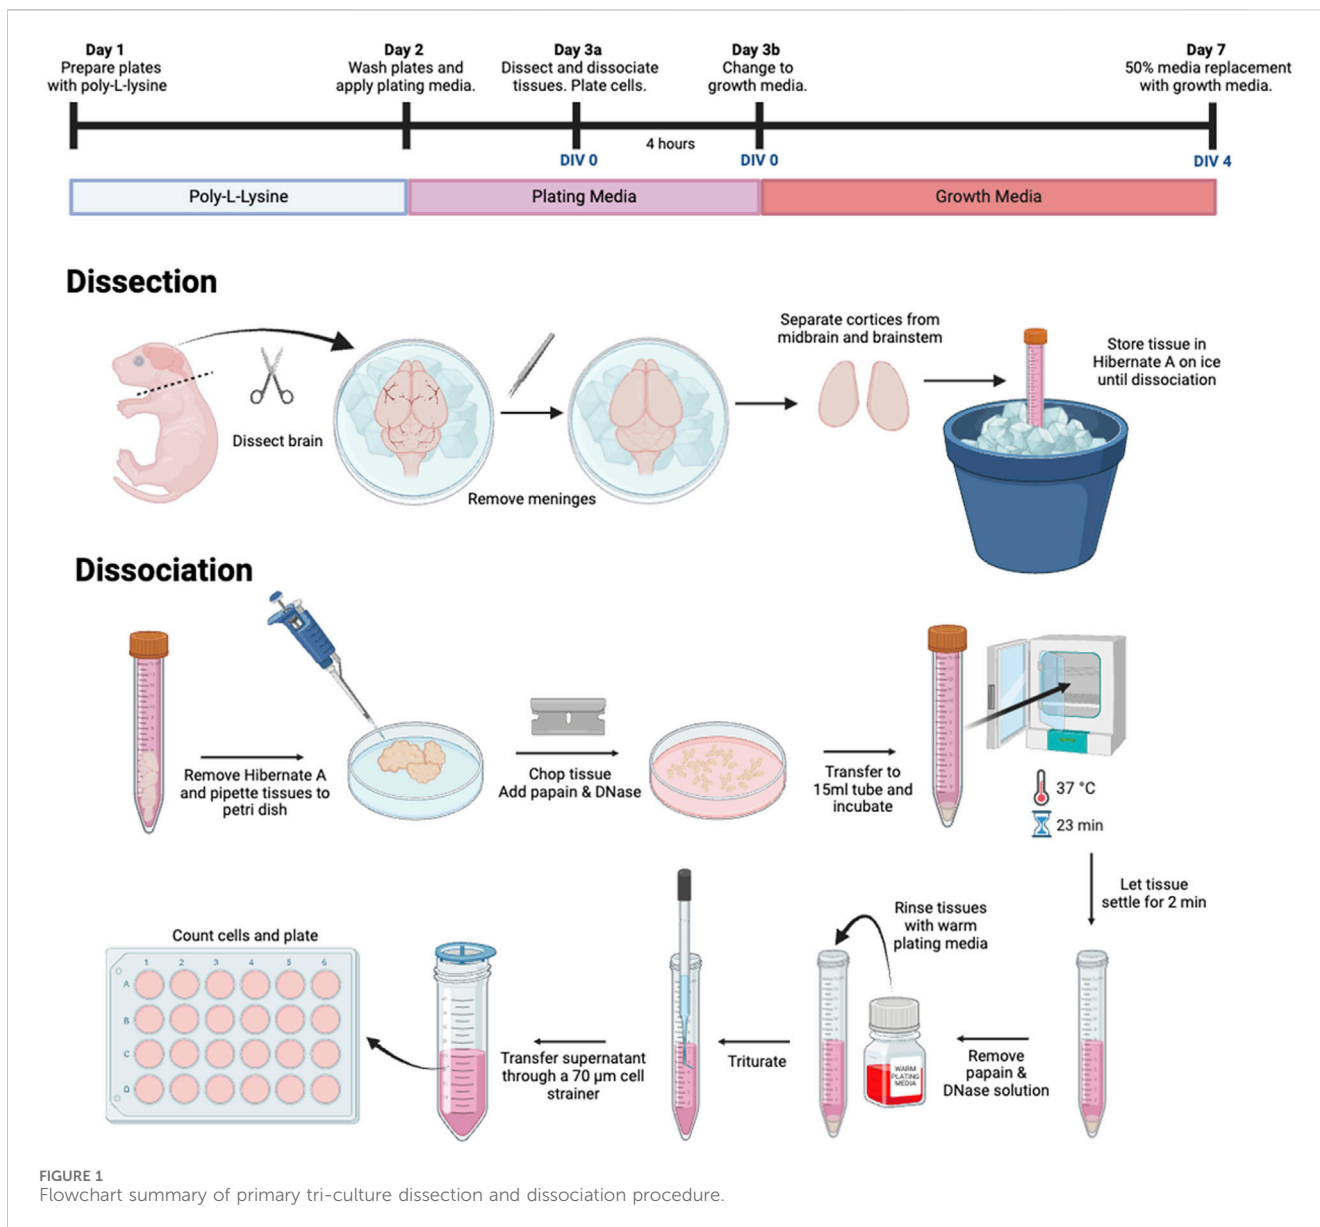 Day 1
Prepare plates
with poly-L-lysine
Day 2
Wash plates and
apply plating media.
Day 3a
Dissect and dissociate
tissues. Plate cells.
Day 3b
Change to
growth media.
Day 7
50% media replacement
with growth media.
4 hours
DIV 0
DIV 0
DIV 4
Poly-L-Lysine
Plating Media
Growth Media
Dissection
Dissect brain
Remove meninges
Separate cortices from
midbrain and brainstem
Store tissue in
Hibernate A on ice
until dissociation
Dissociation
Remove Hibernate A
and pipette tissues to
petri dish
Chop tissue
Add papain & DNase
Transfer to
15ml tube and
incubate
37 °C
23 min
Let tissue
settle for 2 min
Remove
papain &
DNase solution
Rinse tissues
with warm
plating media
WARM
PLATING
MEDIA
Triturate
Transfer supernatant
through a 70 µm cell
strainer
Count cells and plate
1 2 3 4 5 6
A
B
C
D
FIGURE 1
Flowchart summary of primary tri-culture dissection and dissociation procedure.